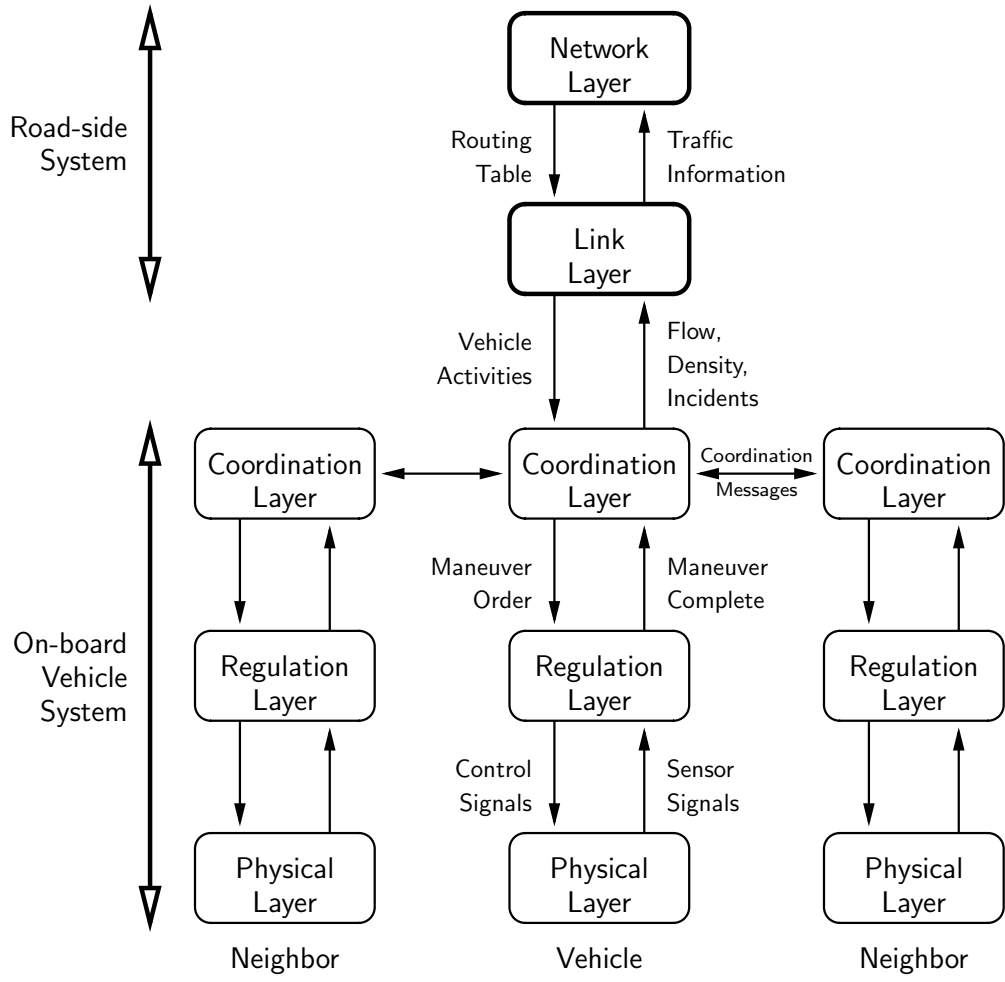 Network
Layer
Road-side
System
Routing
Table
Traffic
Information
Link
Layer
Vehicle
Activities
Flow,
Density,
Incidents
Coordination
Layer
Coordination
Layer
Coordination
Messages
Coordination
Layer
Maneuver
Order
Maneuver
Complete
On-board
Vehicle
System
Regulation
Layer
Regulation
Layer
Regulation
Layer
Control
Signals
Sensor
Signals
Physical
Layer
Physical
Layer
Physical
Layer
Neighbor
Vehicle
Neighbor